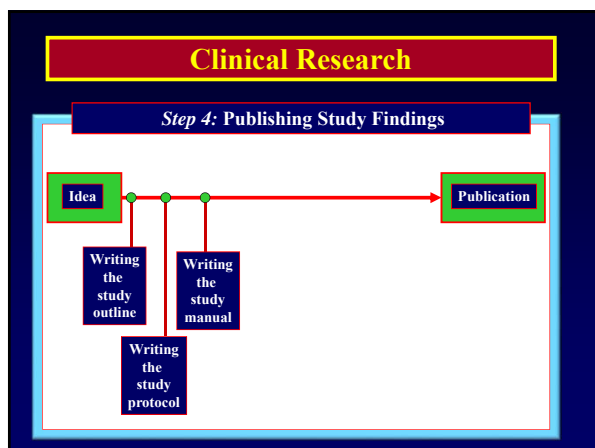 Clinical Research
Step 4: Publishing Study Findings
Idea
Publication
Writing
the
study
outline
Writing
the
study
manual
Writing
the
study
protocol